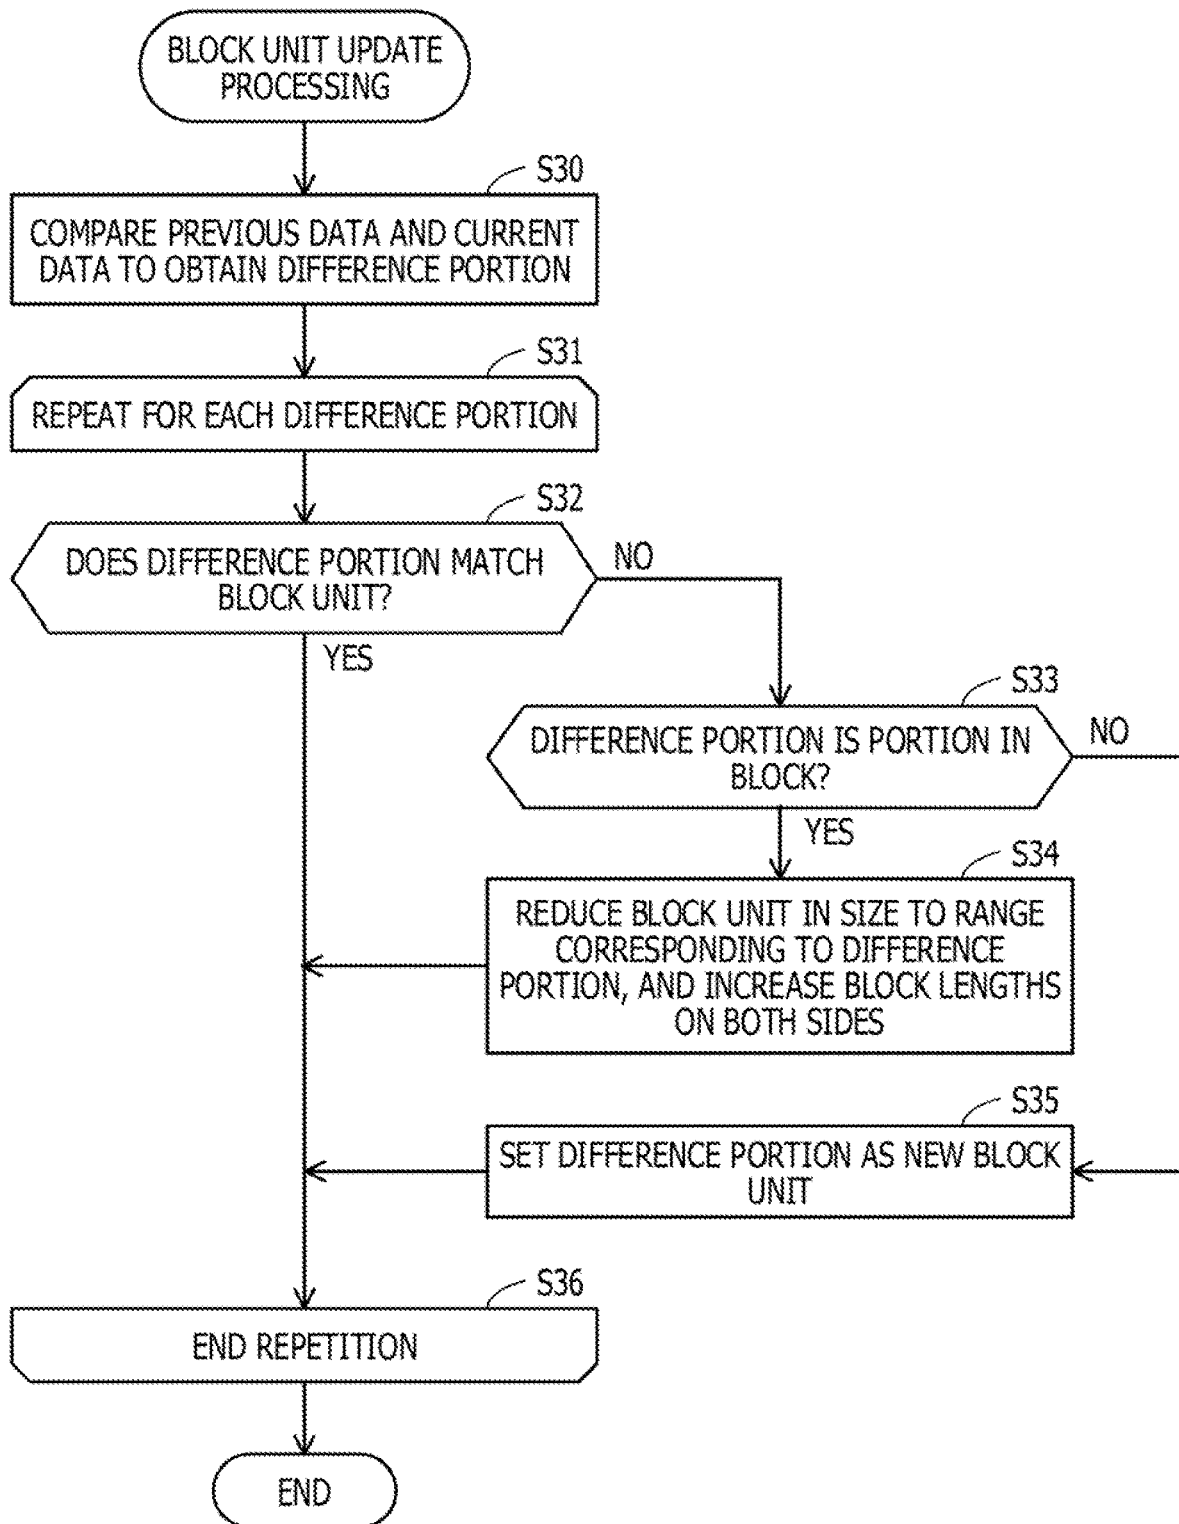 BLOCK UNIT UPDATE
PROCESSING
S30
COMPARE PREVIOUS DATA AND CURRENT
DATA TO OBTAIN DIFFERENCE PORTION
S31
REPEAT FOR EACH DIFFERENCE PORTION
S32
DOES DIFFERENCE PORTION MATCH
BLOCK UNIT?
NO
YES
S33
DIFFERENCE PORTION IS PORTION IN
BLOCK?
NO
YES
S34
REDUCE BLOCK UNIT IN SIZE TO RANGE
CORRESPONDING TO DIFFERENCE
PORTION, AND INCREASE BLOCK LENGTHS
ON BOTH SIDES
S35
SET DIFFERENCE PORTION AS NEW BLOCK
UNIT
S36
END REPETITION
END